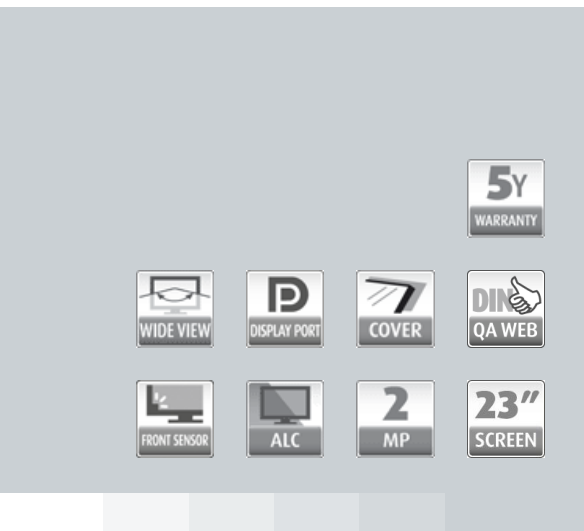 5Y
WARRANTY
WIDE VIEW
DISPLAY PORT
COVER
DIN
QA WEB
FRONT SENSOR
ALC
2
MP
23"
SCREEN